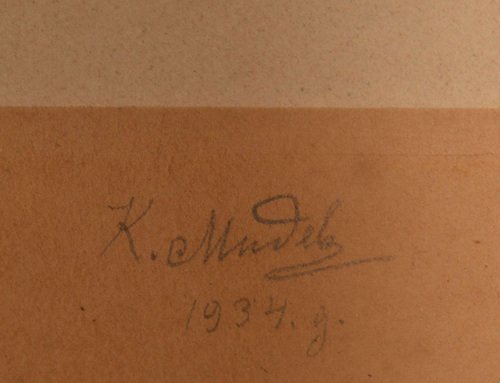 К. Мидев
1934. г.